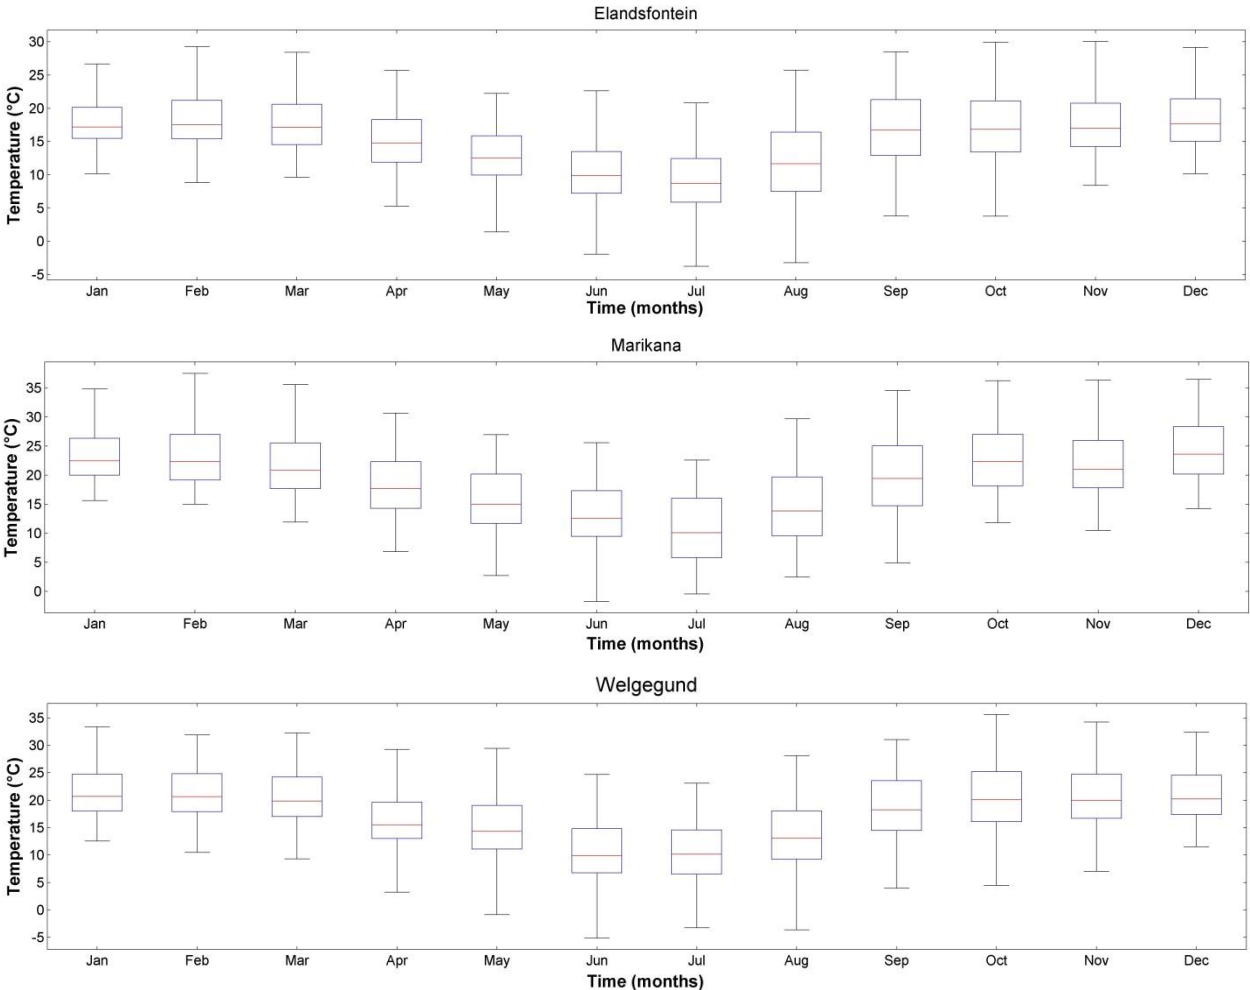 Elandsfontein
30
25
20
15
10
5
0
-5
Temperature (°C)
Jan Feb Mar Apr May Jun Jul Aug Sep Oct Nov Dec
Time (months)
Marikana
35
30
25
20
15
10
5
0
Temperature (°C)
Jan Feb Mar Apr May Jun Jul Aug Sep Oct Nov Dec
Time (months)
Welgegund
35
30
25
20
15
10
5
0
-5
Temperature (°C)
Jan Feb Mar Apr May Jun Jul Aug Sep Oct Nov Dec
Time (months)